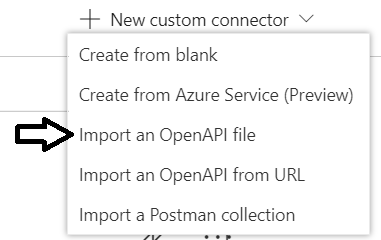 New custom connector
Create from blank
Create from Azure Service (Preview)
Import an OpenAPI file
Import an OpenAPI from URL
Import a Postman collection